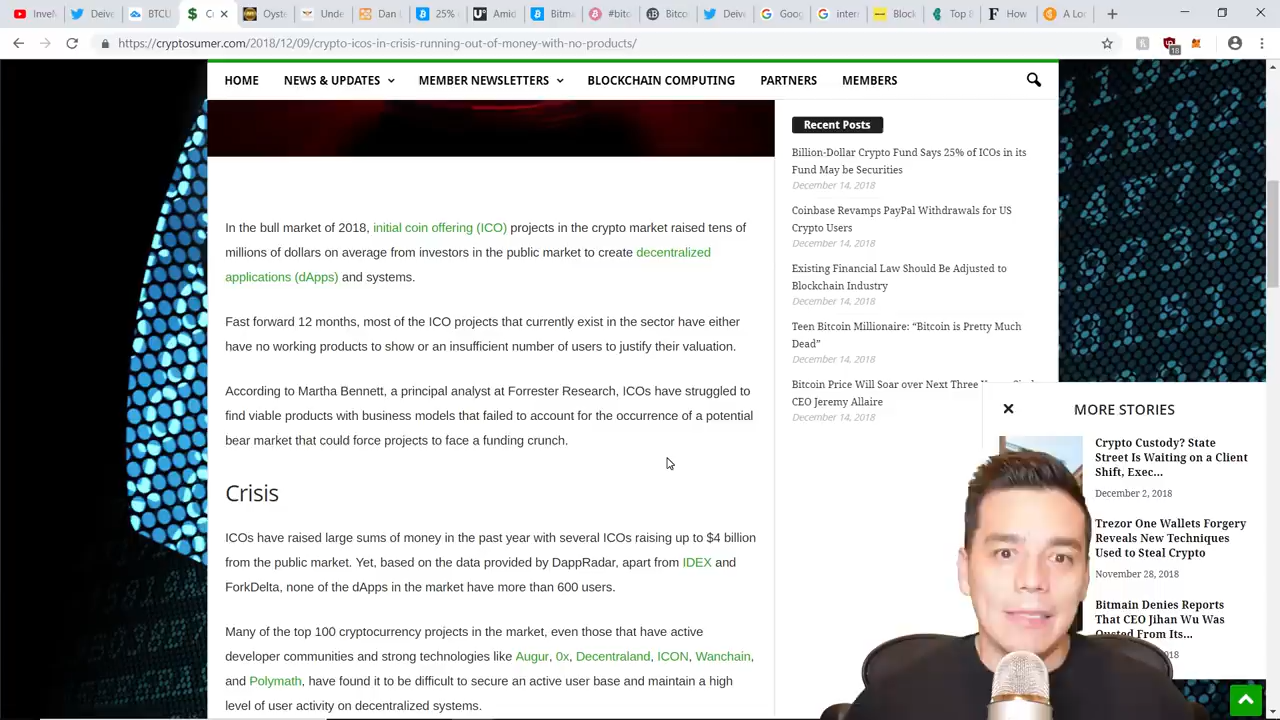 Invent
Deive
$ C
BTCU
25%
Amer
Bitmi
#bitc
Bitco
Deive
Goog
interr
Block
Top 1
How
A Loo
https://cryptosumer.com/2018/12/09/crypto-icos-in-crisis-running-out-of-money-with-no-products/
18
HOME NEWS & UPDATES MEMBER NEWSLETTERS BLOCKCHAIN COMPUTING PARTNERS MEMBERS
In the bull market of 2018, initial coin offering (ICO) projects in the crypto market raised tens of
millions of dollars on average from investors in the public market to create decentralized
applications (dApps) and systems.
Fast forward 12 months, most of the ICO projects that currently exist in the sector have either
have no working products to show or an insufficient number of users to justify their valuation.
According to Martha Bennett, a principal analyst at Forrester Research, ICOs have struggled to
find viable products with business models that failed to account for the occurrence of a potential
bear market that could force projects to face a funding crunch.
Crisis
ICOs have raised large sums of money in the past year with several ICOs raising up to $4 billion
from the public market. Yet, based on the data provided by DappRadar, apart from IDEX and
ForkDelta, none of the dApps in the market have more than 600 users.
Many of the top 100 cryptocurrency projects in the market, even those that have active
developer communities and strong technologies like Augur, 0x, Decentraland, ICON, Wanchain,
and Polymath, have found it to be difficult to secure an active user base and maintain a high
level of user activity on decentralized systems.
Recent Posts
Billion-Dollar Crypto Fund Says 25% of ICOs in its
Fund May be Securities
December 14, 2018
Coinbase Revamps PayPal Withdrawals for US
Crypto Users
December 14, 2018
Existing Financial Law Should Be Adjusted to
Blockchain Industry
December 14, 2018
Teen Bitcoin Millionaire: “Bitcoin is Pretty Much
Dead”
December 14, 2018
Bitcoin Price Will Soar over Next Three
CEO Jeremy Allaire
December 14, 2018
MORE STORIES
Crypto Custody? State
Street Is Waiting on a Client
Shift, Exec...
December 2, 2018
Trezor One Wallets Forgery
Reveals New Techniques
Used to Steal Crypto
November 28, 2018
Bitmain Denies Reports
That CEO Jihan Wu Was
Ousted From Its...